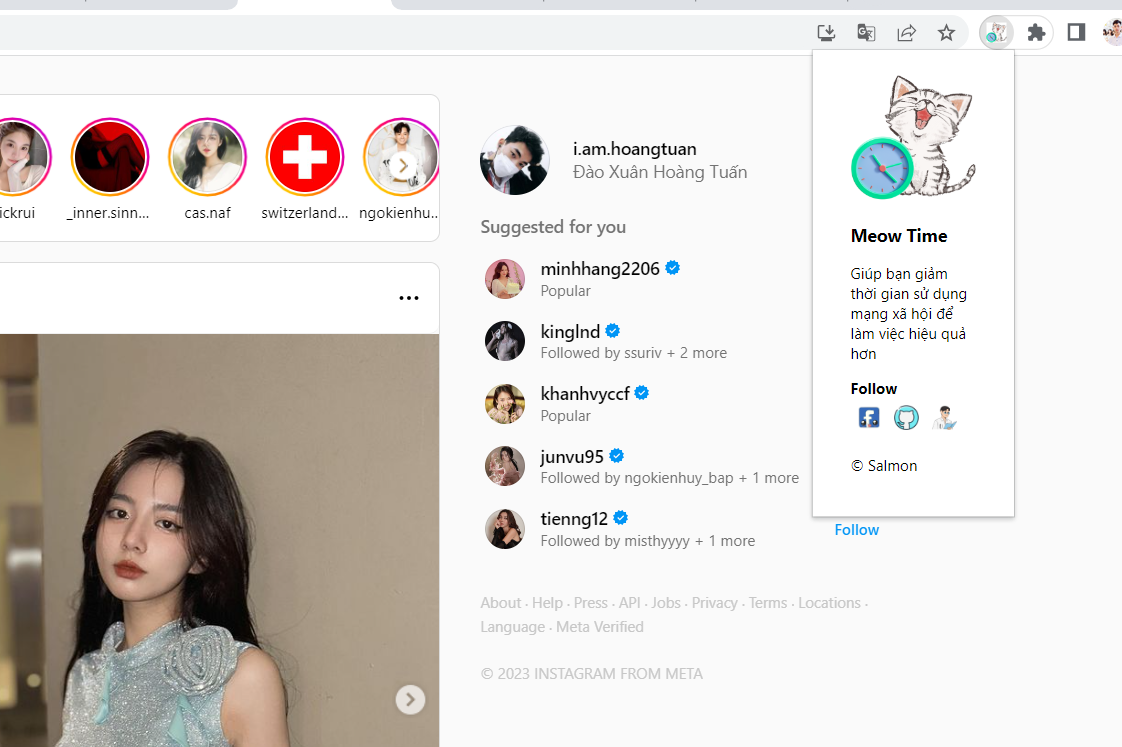 ickrui
_inner.sinn...
cas.naf
switzerland...
ngokienhu...
i.am.hoangtuan
Đào Xuân Hoàng Tuấn
Suggested for you
minhhang2206
Popular
kinglnd
Followed by ssuriv + 2 more
khanhvyccf
Popular
junvu95
Followed by ngokienhuy_bap + 1 more
tienng12
Followed by misthyyyy + 1 more
Follow
About · Help · Press · API · Jobs · Privacy · Terms · Locations ·
Language · Meta Verified
© 2023 INSTAGRAM FROM META
Meow Time
Giúp bạn giảm
thời gian sử dụng
mạng xã hội để
làm việc hiệu quả
hơn
Follow
© Salmon